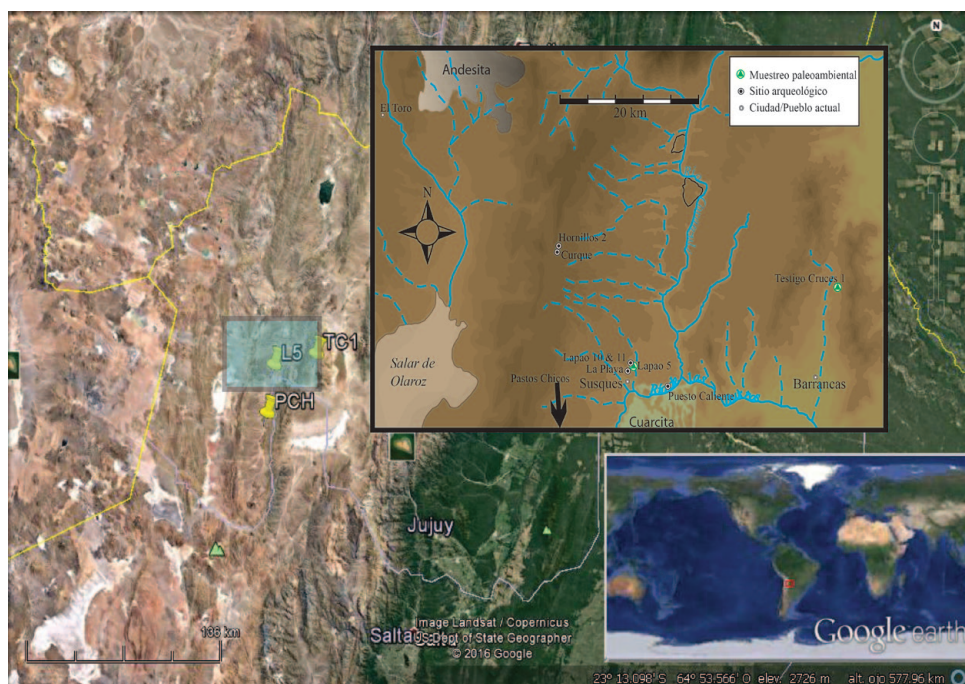 N
Andesita
El Toro
20 km
Muestreo paleoambiental
Sitio arqueológico
Ciudad/Pueblo actual
N
Hornillos 2
Curque
Testigo Cruces 1
Salar de
Olaroz
Lapao 10 & 11
Lapao 5
La Playa
Pastos Chicos
Susques
Puesto Caliente
Barrancas
Cuarcita
L5
TC1
PCH
Jujuy
Salta
136 km
Image Landsat / Copernicus
US Dept of State Geographer
© 2016 Google
Google earth
23° 13.098' S 64° 53.566' O elev. 2726 m alt. ojo 577.96 km